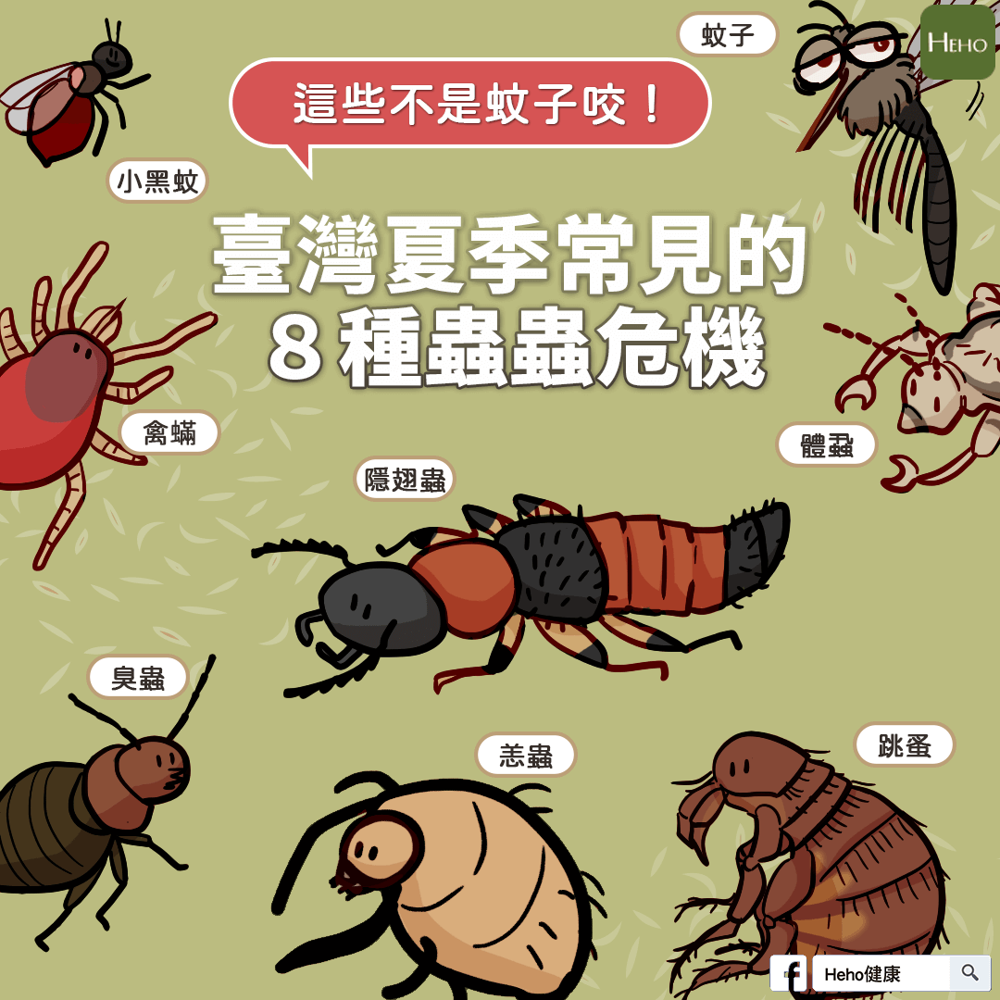 蚊子
HEHO
這些不是蚊子咬！
小黑蚊
臺灣夏季常見的
8種蟲蟲危機
禽蟎
體蝨
隱翅蟲
臭蟲
恙蟲
跳蚤
f
Heho健康